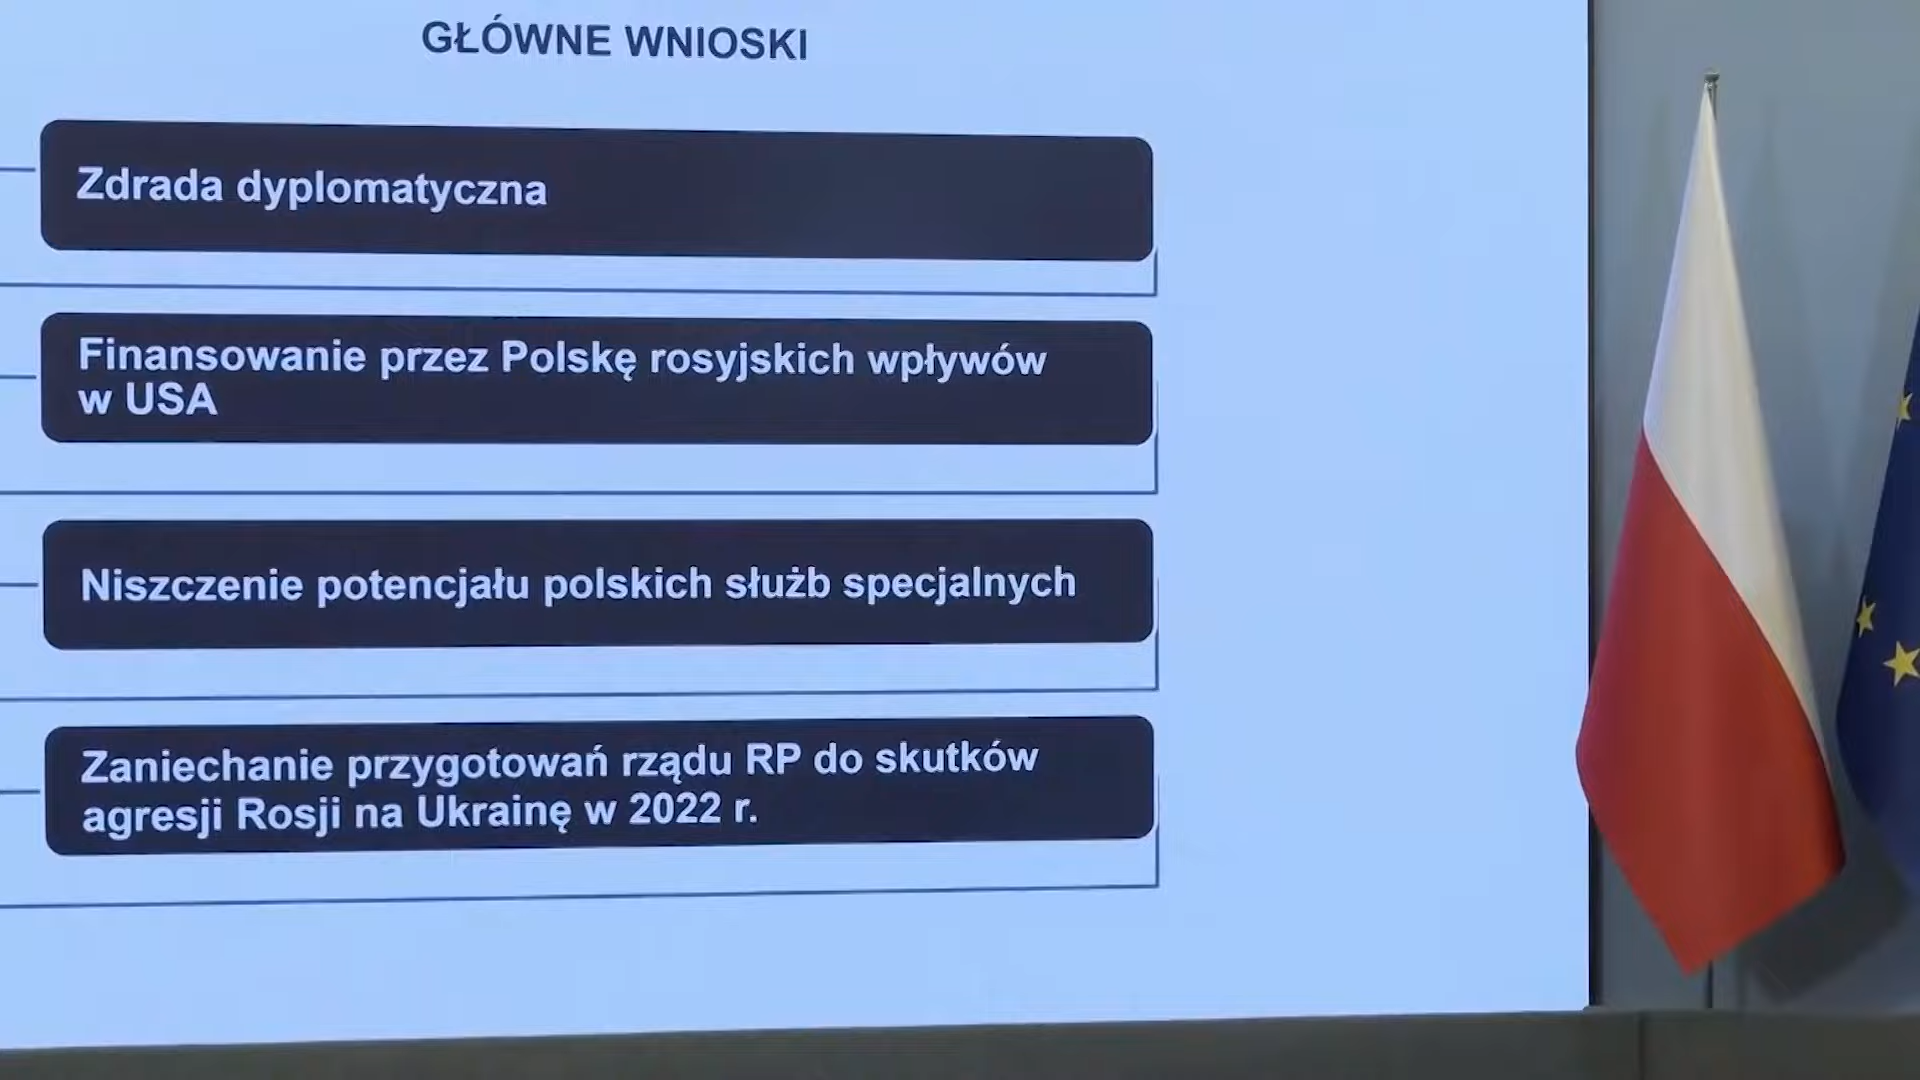 GŁÓWNE WNIOSKI
Zdrada dyplomatyczna
Finansowanie przez Polskę rosyjskich wpływów
w USA
Niszczenie potencjału polskich służb specjalnych
Zaniechanie przygotowań rządu RP do skutków
agresji Rosji na Ukrainę w 2022 r.